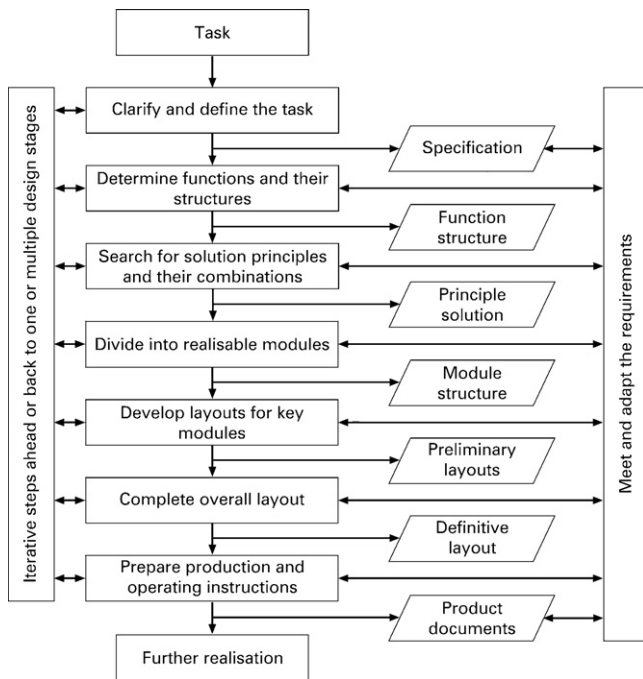 Task
Iterative steps ahead or back to one or multiple design stages
Clarify and define the task
Specification
Determine functions and their
structures
Function
structure
Search for solution principles
and their combinations
Principle
solution
Divide into realisable modules
Module
structure
Develop layouts for key
modules
Preliminary
layouts
Complete overall layout
Definitive
layout
Prepare production and
operating instructions
Product
documents
Further realisation
Meet and adapt the requirements